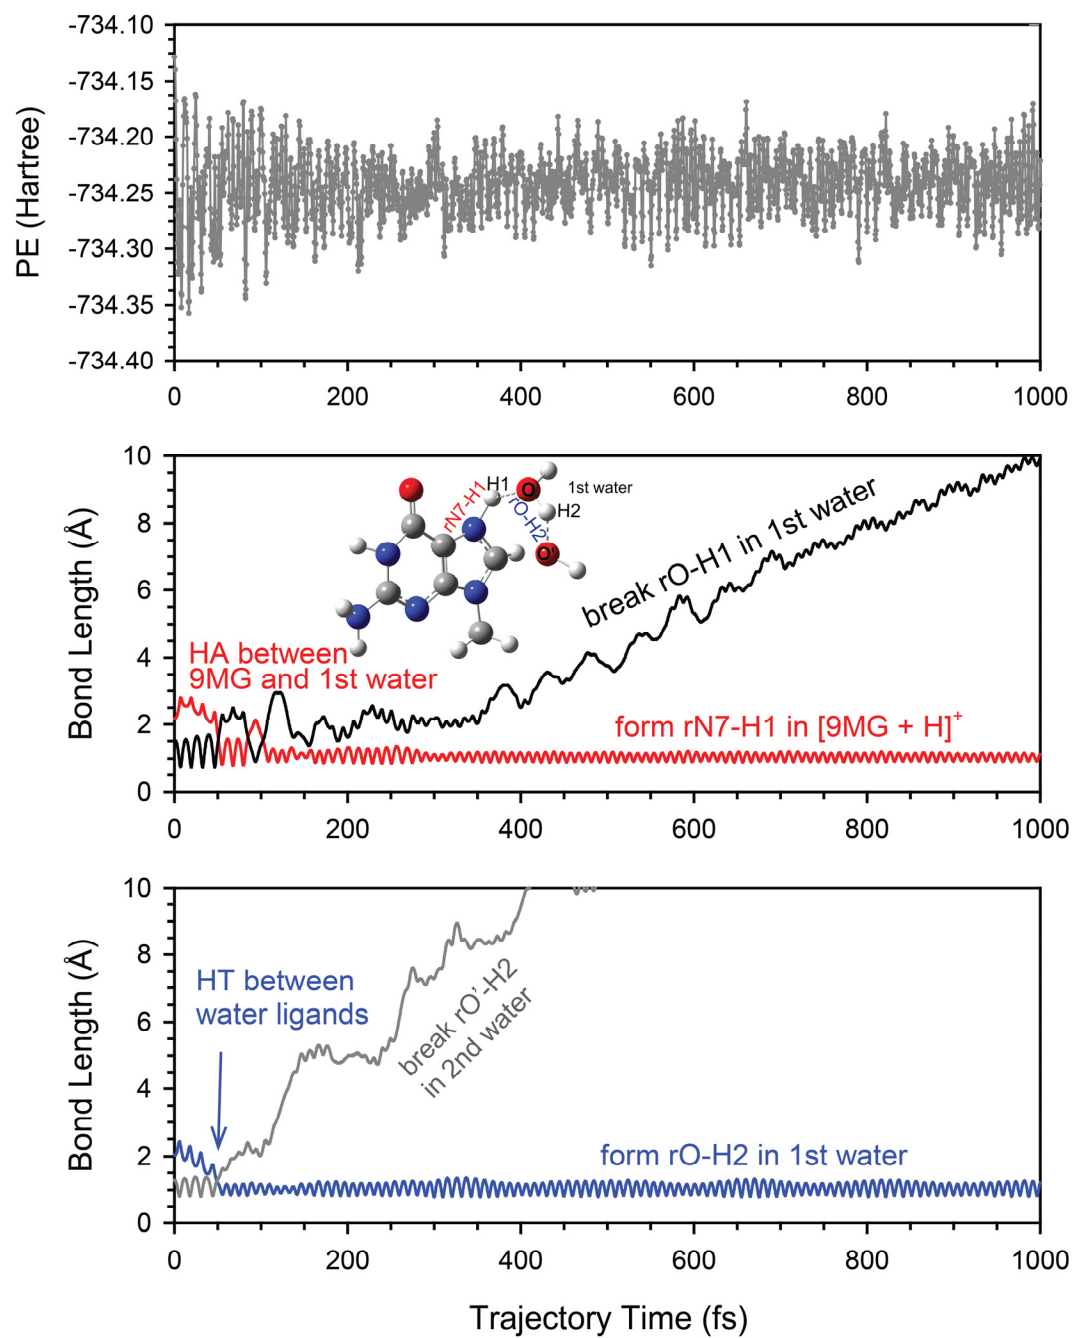 -734.10
-734.15
-734.20
-734.25
-734.30
-734.35
-734.40
PE (Hartree)
0 200 400 600 800 1000
10
8
6
4
2
0
Bond Length (Å)
rN7-H1
H1
O
1st water
rO-H2
H2
O'
break rO-H1 in 1st water
HA between
9MG and 1st water
form rN7-H1 in [9MG + H]+
0 200 400 600 800 1000
10
8
6
4
2
0
Bond Length (Å)
HT between
water ligands
break rO'-H2
in 2nd water
form rO-H2 in 1st water
0 200 400 600 800 1000
Trajectory Time (fs)